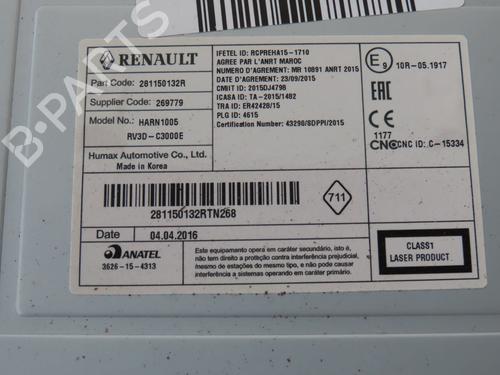 RENAULT
Part Code: 281150132R
Supplier Code: 269779
Model No.: HARN1005
RV3D-C3000E
Humax Automotive Co., Ltd.
Made in Korea
IFETEL ID: RCPREHA15-1710
AGREE PAR L'ANRT MAROC
NUMERO D'AGREMENT: MR 10891 ANRT 2015
DATE D'AGREMENT: 23/09/2015
CMIIT ID: 2015DJ4798
ICASA ID: TA-2015/1482
TRA ID: ER42428/15
PLG ID: 4615
Certification Number: 43298/SDPPI/2015
E9 10R-05.1917
EAC
CE
1177
CNC CNC ID: C-15334
281150132RTN268
711
Date 04.04.2016
ANATEL
3626-15-4313
Este equipamento opera em caráter secundário, isto é,
não tem direito a proteção contra interferência prejudicial,
mesmo de estações do mesmo tipo, e não pode causar
interferência a sistemas operando em caráter primário.
CLASS1
LASER PRODUCT
B-PARTS